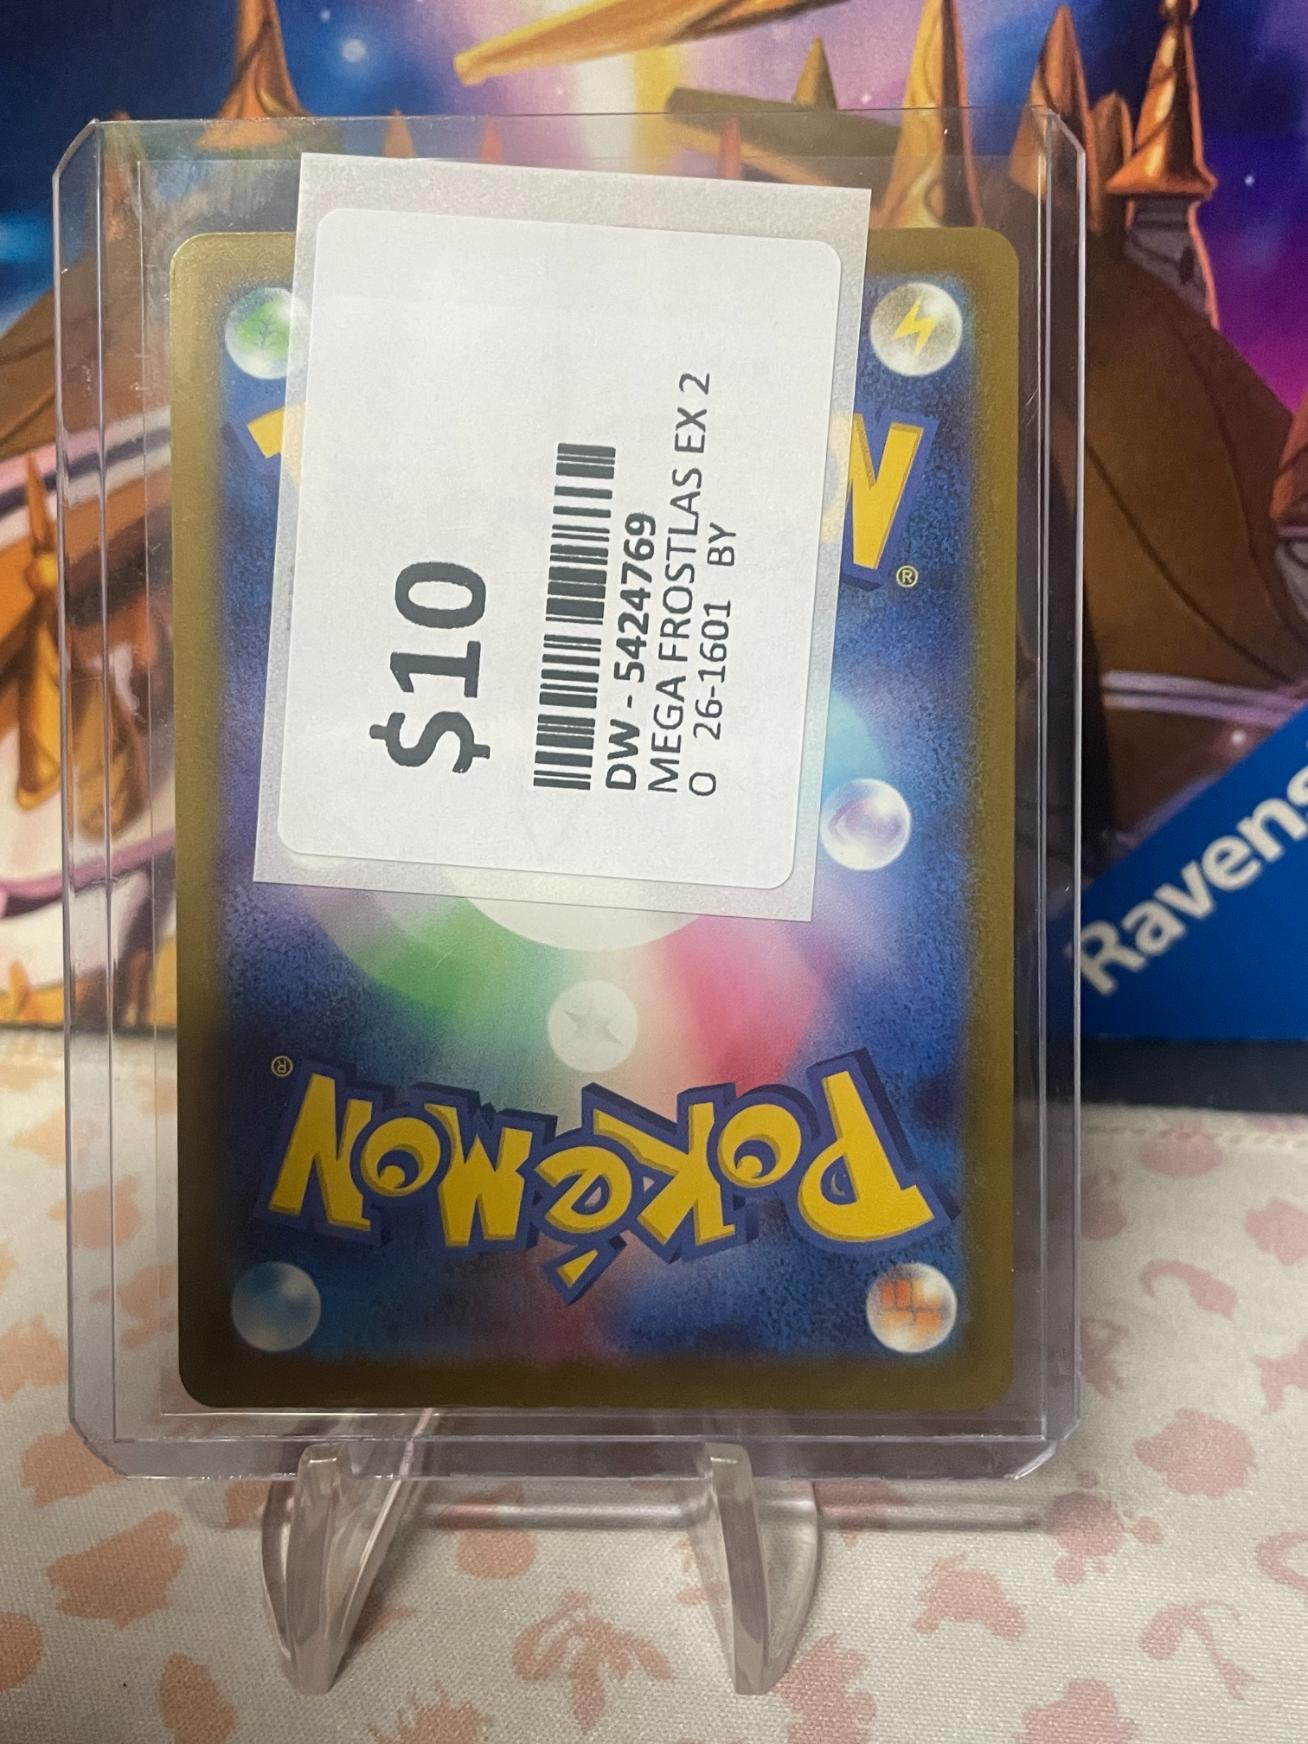 $10
DW - 5424769
MEGA FROSTLAS EX 2
O 26-1601 BY
N
®
®
POKéMON
Ravens